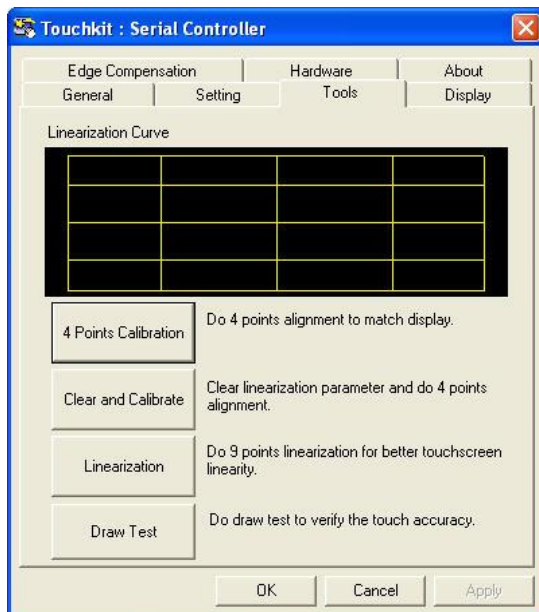 Touchkit : Serial Controller
Edge Compensation Hardware About
General Setting Tools Display
Linearization Curve
4 Points Calibration
Do 4 points alignment to match display.
Clear and Calibrate
Clear linearization parameter and do 4 points
alignment.
Linearization
Do 9 points linearization for better touchscreen
linearity.
Draw Test
Do draw test to verify the touch accuracy.
OK Cancel Apply